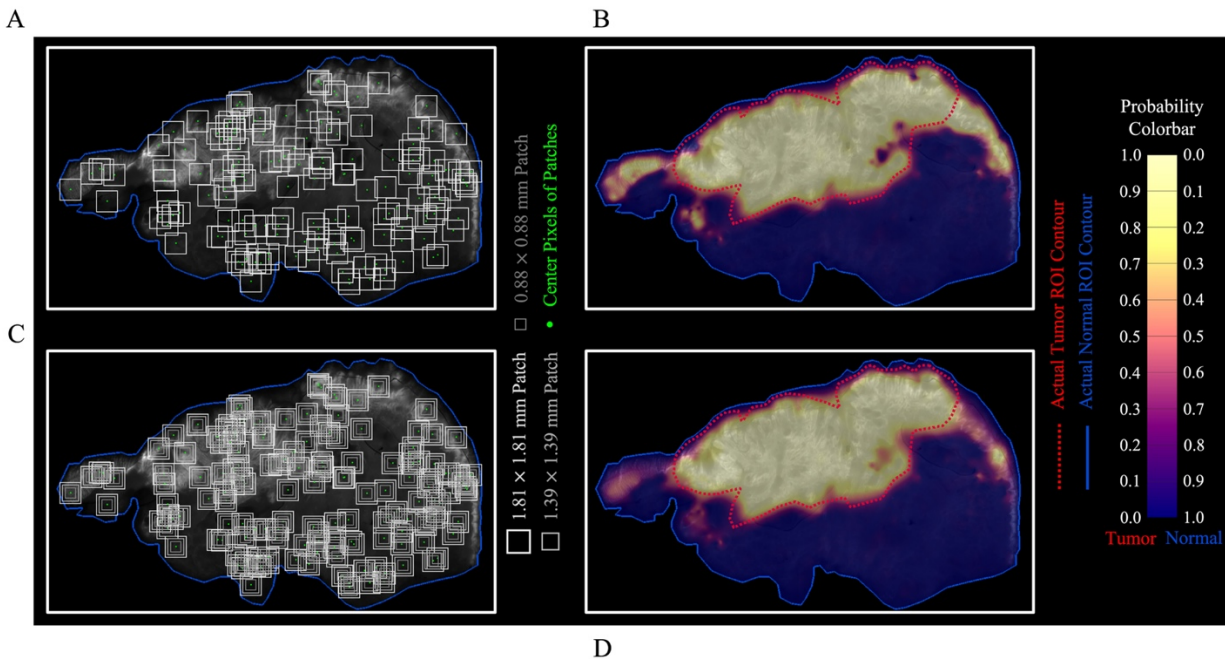 A
B
C
D
□ 0.88 × 0.88 mm Patch
• Center Pixels of Patches
□ 1.81 × 1.81 mm Patch
□ 1.39 × 1.39 mm Patch
Actual Tumor ROI Contour
Actual Normal ROI Contour
Probability
Colorbar
1.0 0.0
0.9 0.1
0.8 0.2
0.7 0.3
0.6 0.4
0.5 0.5
0.4 0.6
0.3 0.7
0.2 0.8
0.1 0.9
0.0 1.0
Tumor Normal